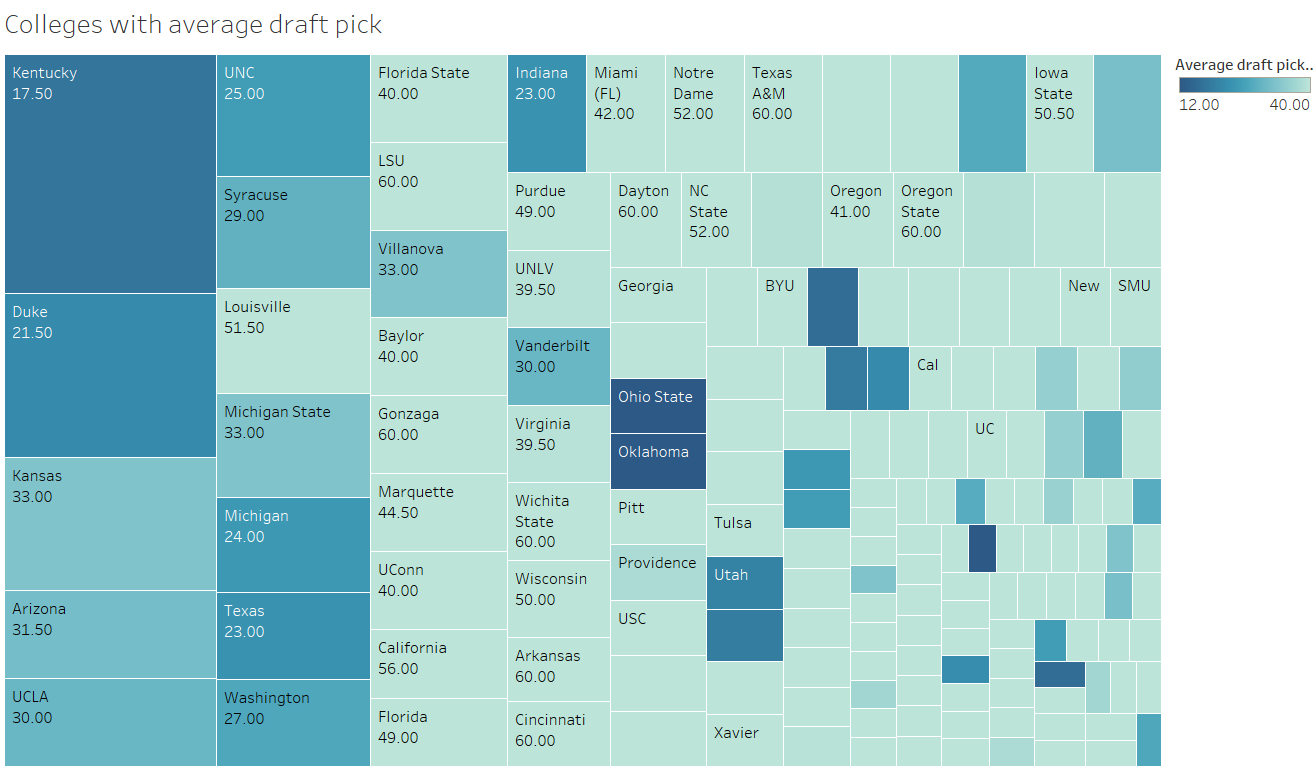 Colleges with average draft pick
Kentucky
17.50
Duke
21.50
Kansas
33.00
Arizona
31.50
UCLA
30.00
UNC
25.00
Syracuse
29.00
Louisville
51.50
Michigan State
33.00
Michigan
24.00
Texas
23.00
Washington
27.00
Florida State
40.00
LSU
60.00
Villanova
33.00
Baylor
40.00
Gonzaga
60.00
Marquette
44.50
UConn
40.00
California
56.00
Florida
49.00
Indiana
23.00
Miami
(FL)
42.00
Notre
Dame
52.00
Texas
A&M
60.00
Iowa
State
50.50
Purdue
49.00
UNLV
39.50
Vanderbilt
30.00
Virginia
39.50
Wichita
State
60.00
Wisconsin
50.00
Arkansas
60.00
Cincinnati
60.00
Dayton
60.00
NC
State
52.00
Oregon
41.00
Oregon
State
60.00
Georgia
Ohio State
Oklahoma
Pitt
Providence
USC
BYU
New
SMU
Tulsa
Utah
Xavier
Cal
UC
Average draft pick..
12.00
40.00